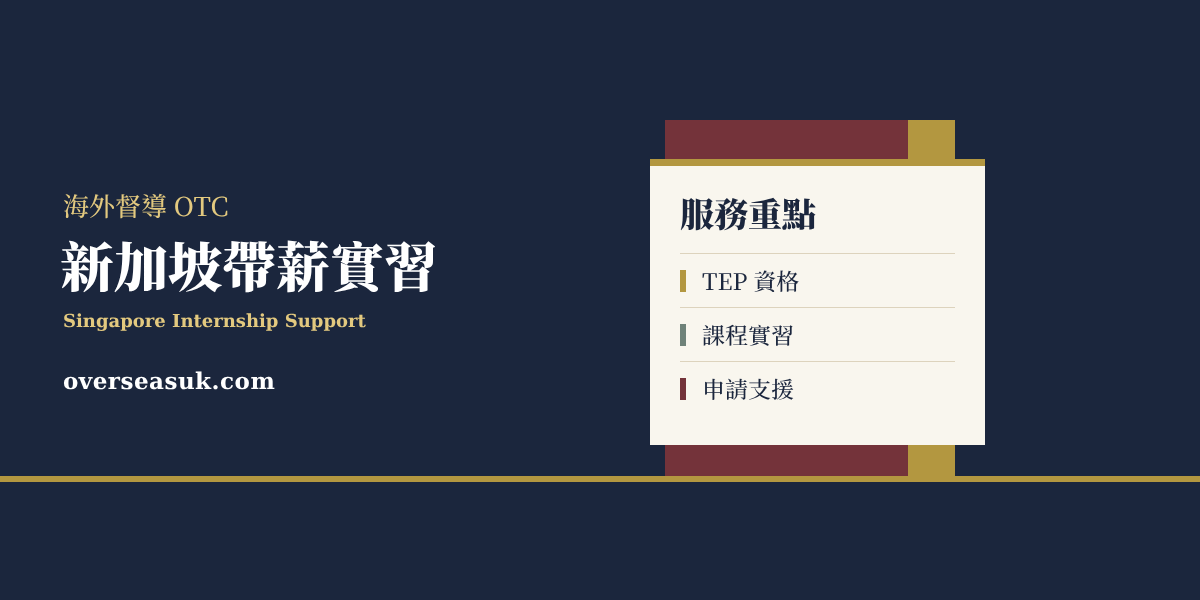 海外督導 OTC
新加坡帶薪實習
Singapore Internship Support
overseasuk.com
服務重點
TEP 資格
課程實習
申請支援